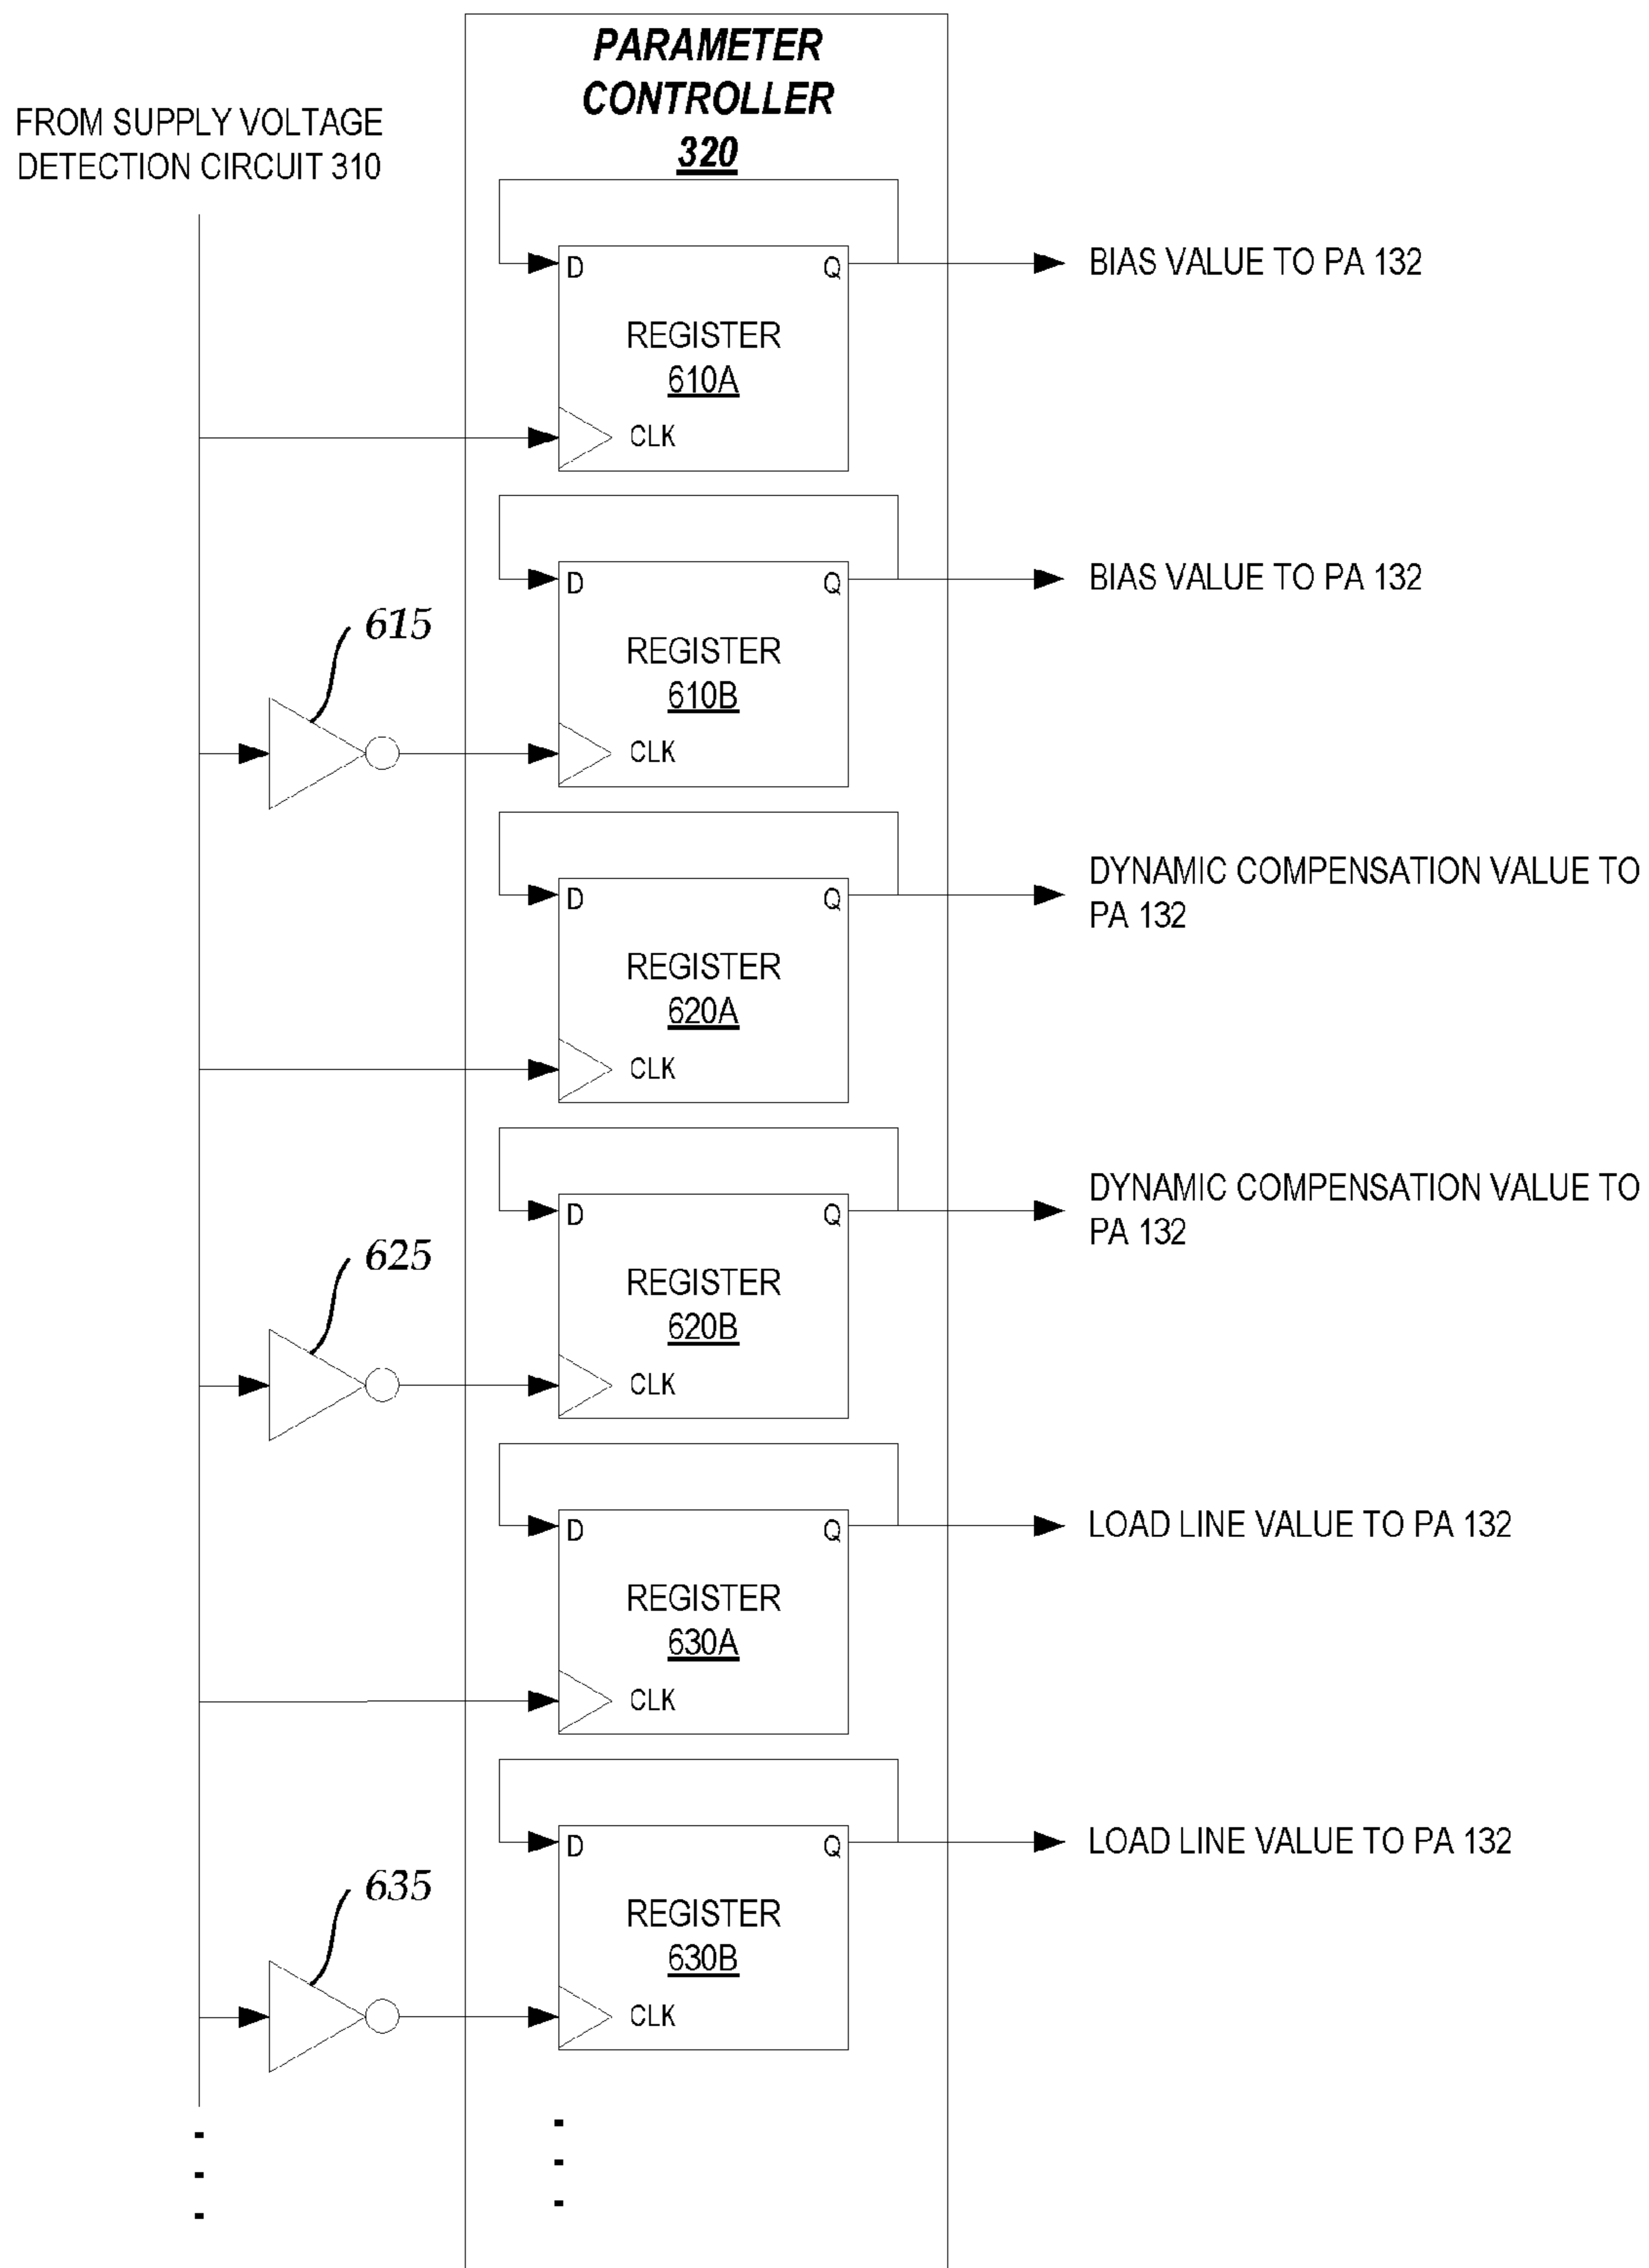 PARAMETER
CONTROLLER
320
FROM SUPPLY VOLTAGE
DETECTION CIRCUIT 310
D
Q
BIAS VALUE TO PA 132
REGISTER
610A
CLK
D
Q
BIAS VALUE TO PA 132
615
REGISTER
610B
CLK
D
Q
DYNAMIC COMPENSATION VALUE TO
PA 132
REGISTER
620A
CLK
D
Q
DYNAMIC COMPENSATION VALUE TO
PA 132
625
REGISTER
620B
CLK
D
Q
LOAD LINE VALUE TO PA 132
REGISTER
630A
CLK
D
Q
LOAD LINE VALUE TO PA 132
635
REGISTER
630B
CLK